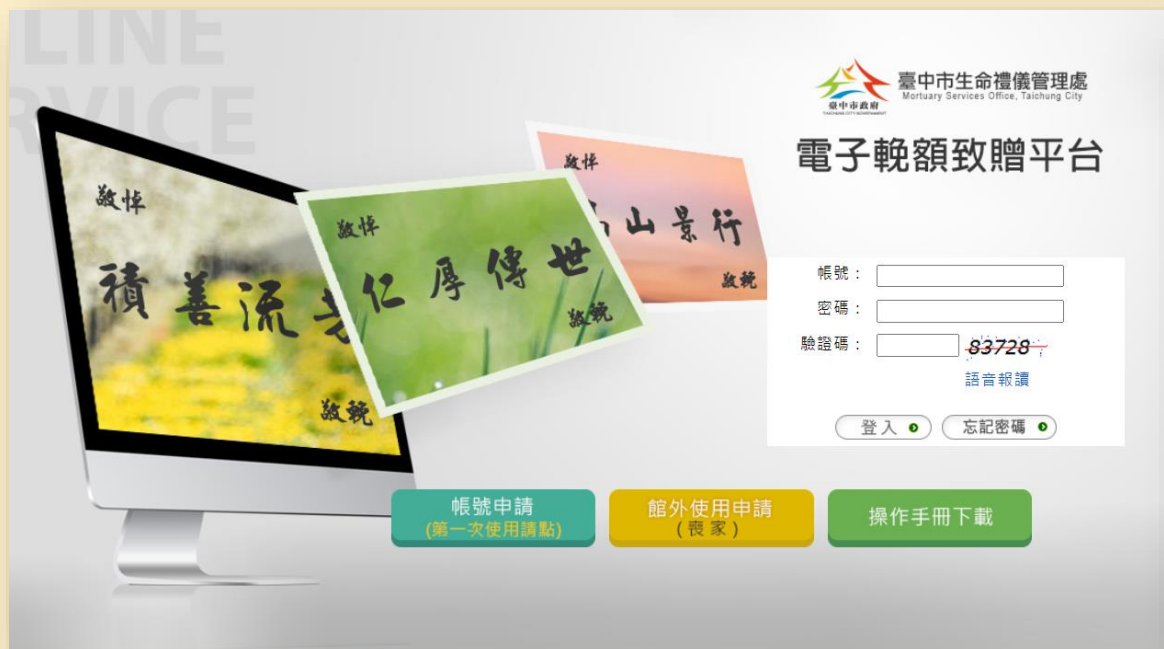 LINE
RVICE
臺中市政府
TAICHUNG CITY GOVERNMENT
臺中市生命禮儀管理處
Mortuary Services Office, Taichung City
電子輓額致贈平台
敬悼
積善流芳
敬輓
敬悼
仁厚傳世
敬輓
敬悼
山景行
敬輓
帳號：
密碼：
驗證碼：
83728
語音報讀
登入
忘記密碼
帳號申請
(第一次使用請點)
館外使用申請
(喪家)
操作手冊下載